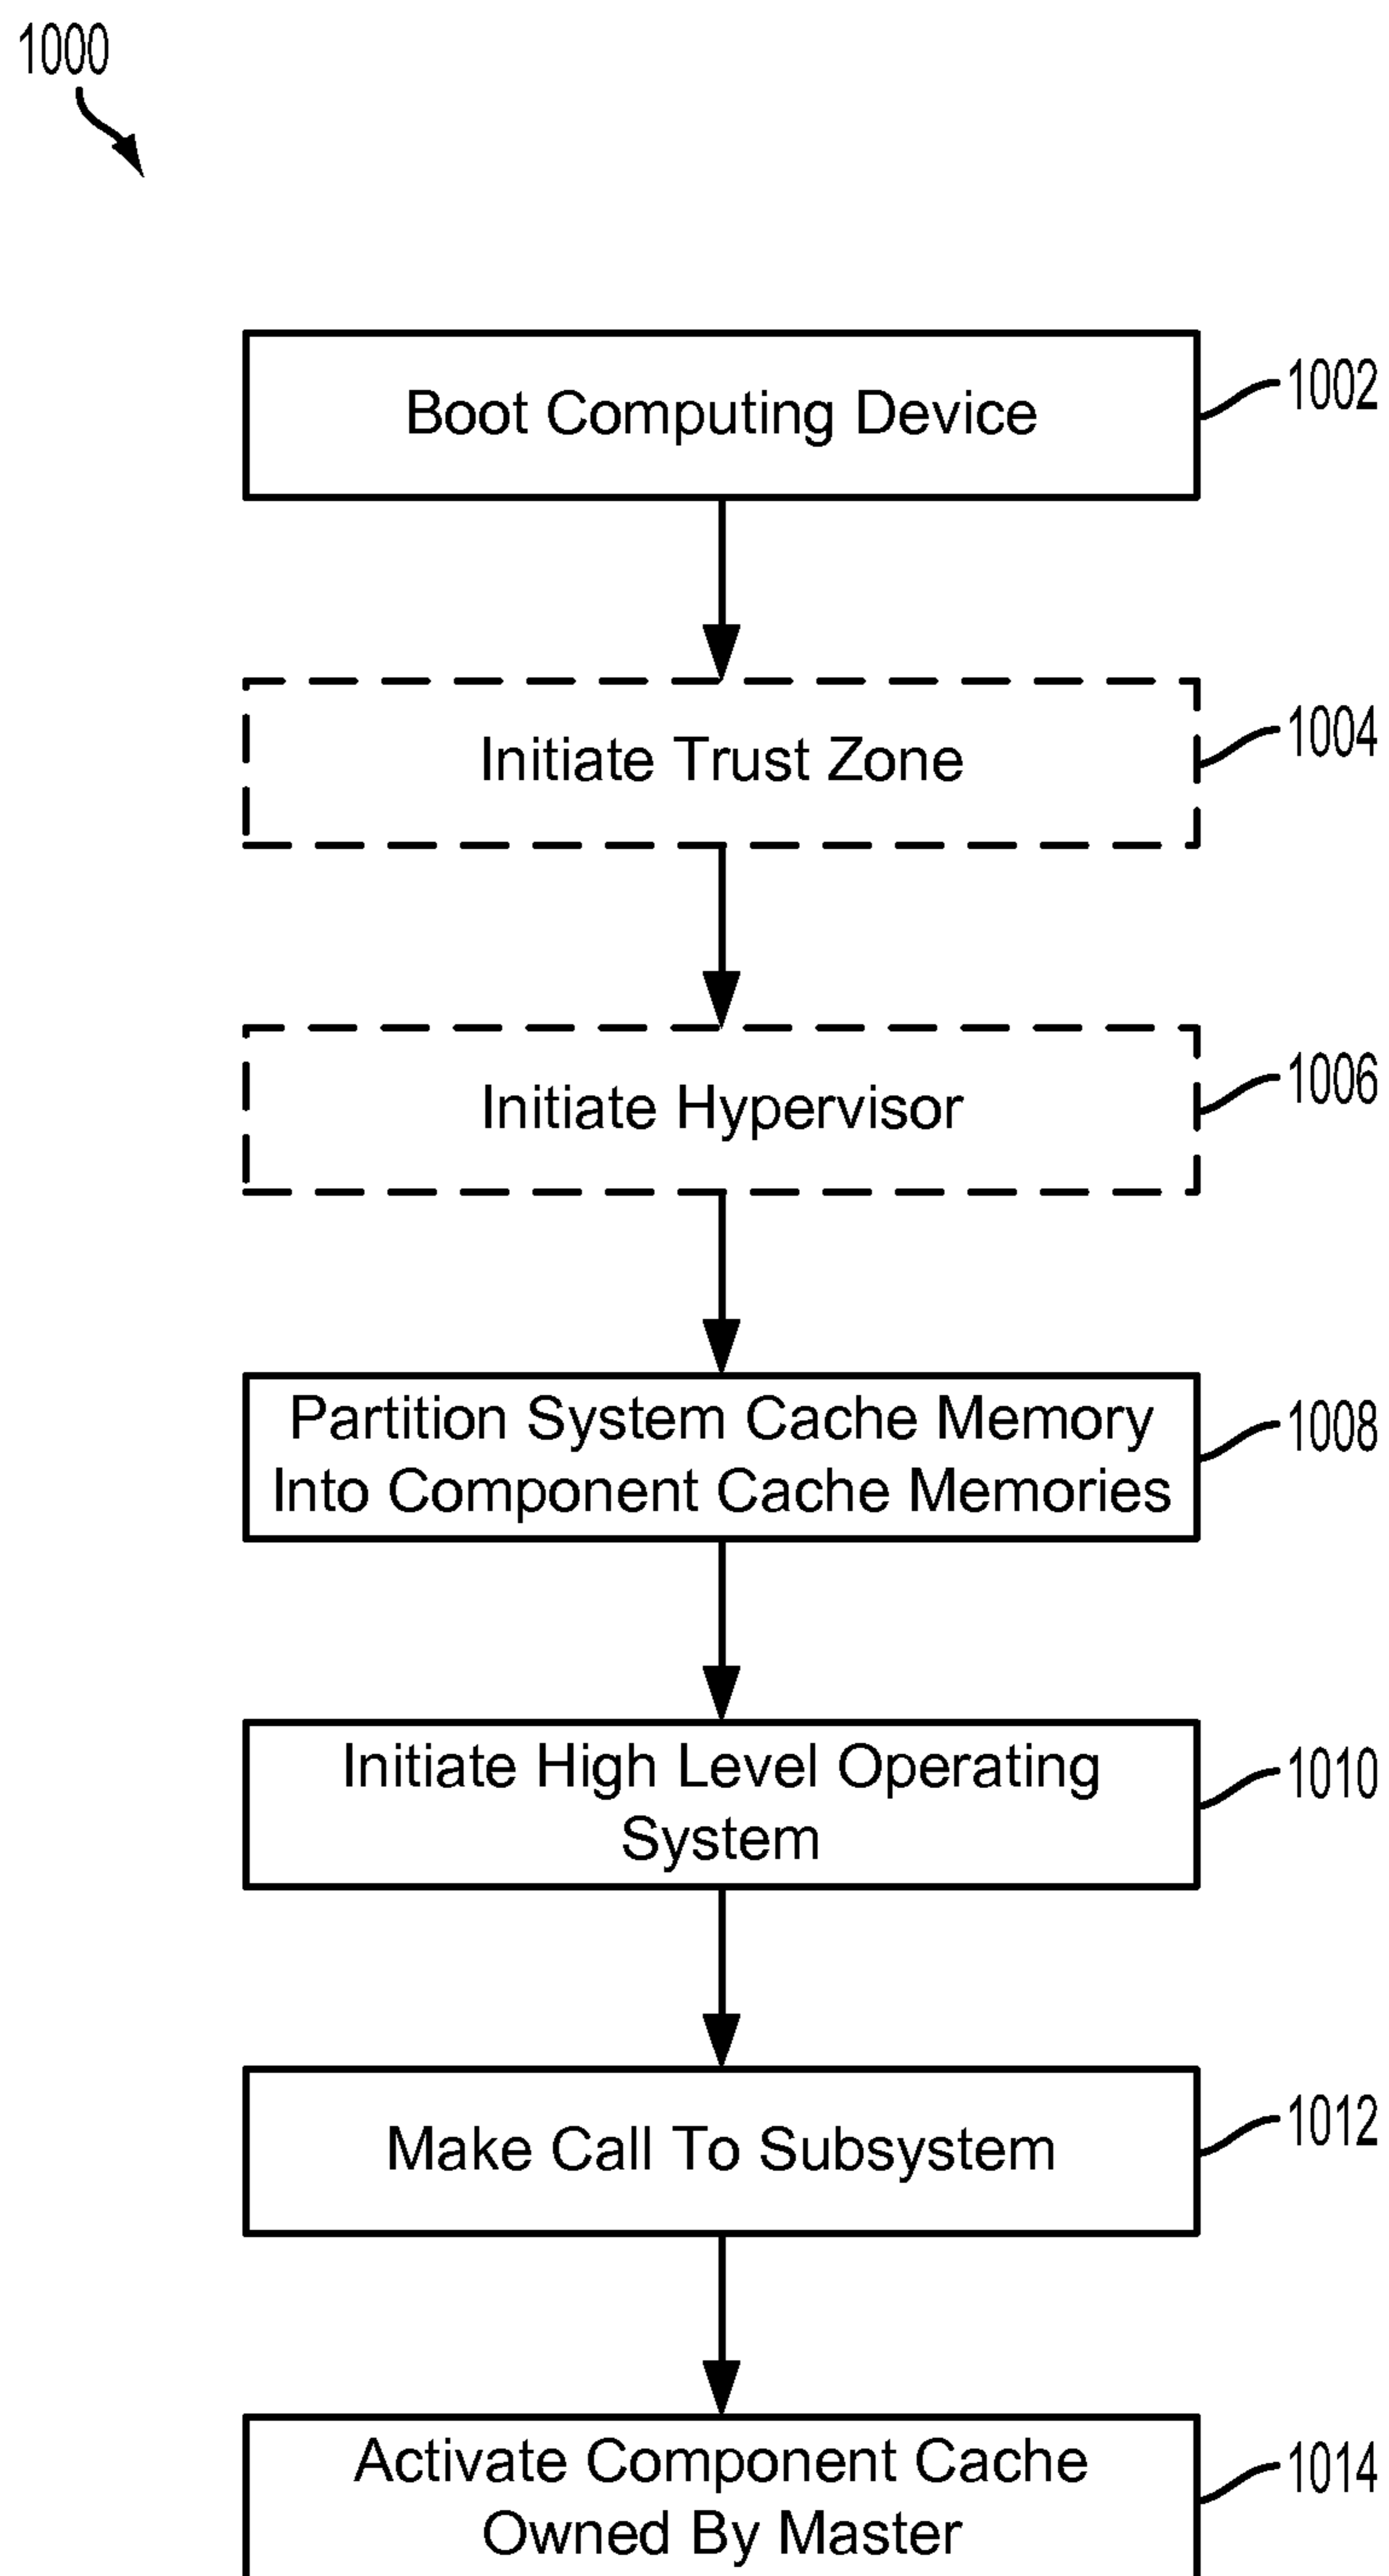 1000
Boot Computing Device
1002
Initiate Trust Zone
1004
Initiate Hypervisor
1006
Partition System Cache Memory
Into Component Cache Memories
1008
Initiate High Level Operating
System
1010
Make Call To Subsystem
1012
Activate Component Cache
Owned By Master
1014